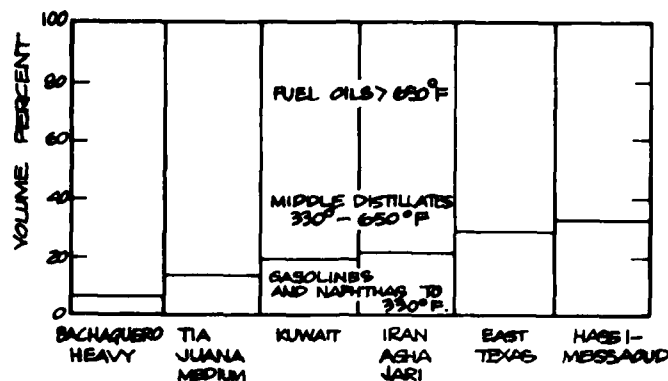 VOLUME PERCENT
100
80
60
40
20
0
FUEL OILS > 650°F
MIDDLE DISTILLATES
330° - 650°F
GASOLINES
AND NAPHTHAS TO
330°F.
BACHAQUERO
HEAVY
TIA
JUANA
MEDIUM
KUWAIT
IRAN
AGHA
JARI
EAST
TEXAS
HASSI-
MEISSAOUD